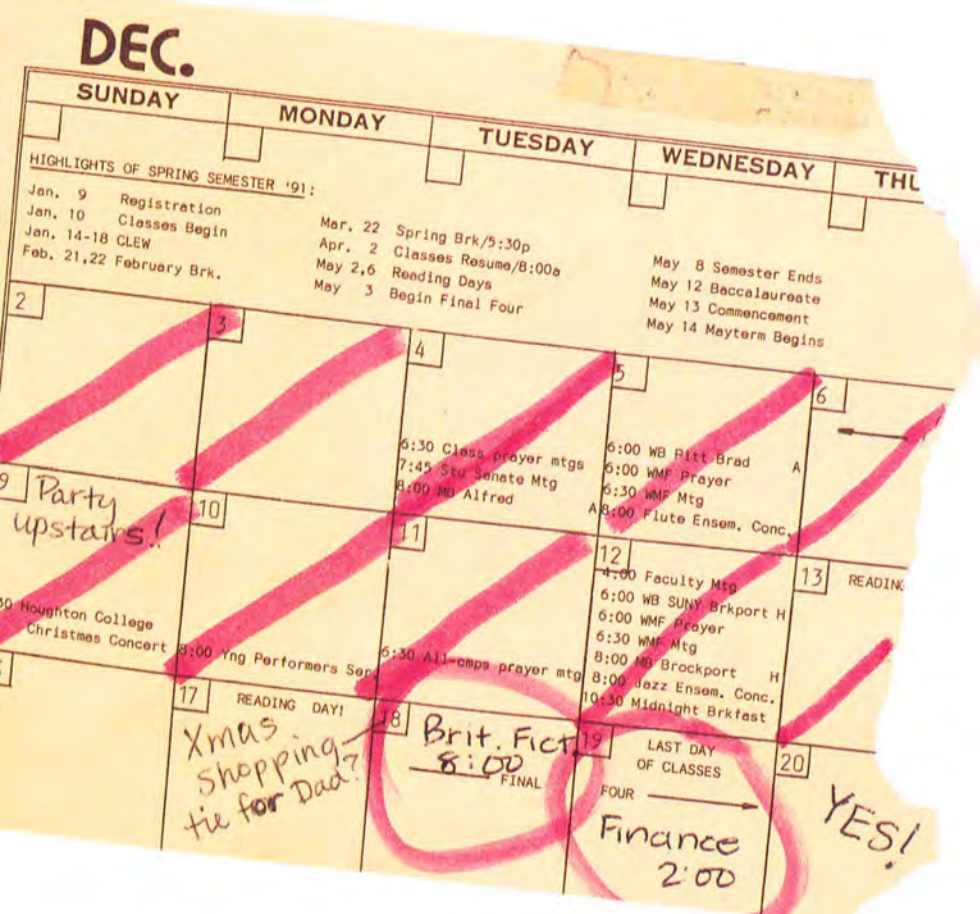 DEC.
SUNDAY
MONDAY
TUESDAY
WEDNESDAY
THU
HIGHLIGHTS OF SPRING SEMESTER '91:
Jan. 9 Registration
Jan. 10 Classes Begin
Jan. 14-18 CLEW
Feb. 21,22 February Brk.
Mar. 22 Spring Brk/5:30p
Apr. 2 Classes Resume/8:00a
May 2,6 Reading Days
May 3 Begin Final Four
May 8 Semester Ends
May 12 Baccalaureate
May 13 Commencement
May 14 Mayterm Begins
2
3
4
6:30 Class prayer mtgs
7:45 Stu Senate Mtg
8:00 MB Alfred A
5
6:00 WB Pitt Brad A
6:00 WMF Prayer
6:30 WMF Mtg
8:00 Flute Ensem. Conc.
6
9
Party
upstairs!
30 Houghton College
Christmas Concert
10
8:00 Yng Performers Ser
11
6:30 All-cmps prayer mtg
12
4:00 Faculty Mtg
6:00 WB SUNY Brkport H
6:00 WMF Prayer
6:30 WMF Mtg
8:00 MB Brockport H
8:00 Jazz Ensem. Conc.
10:30 Midnight Brkfast
13
READING
17
READING DAY!
Xmas
shopping
tie for Dad?
18
Brit. Fict.
8:00
FINAL
19
LAST DAY
OF CLASSES
FOUR
Finance
2:00
20
YES!